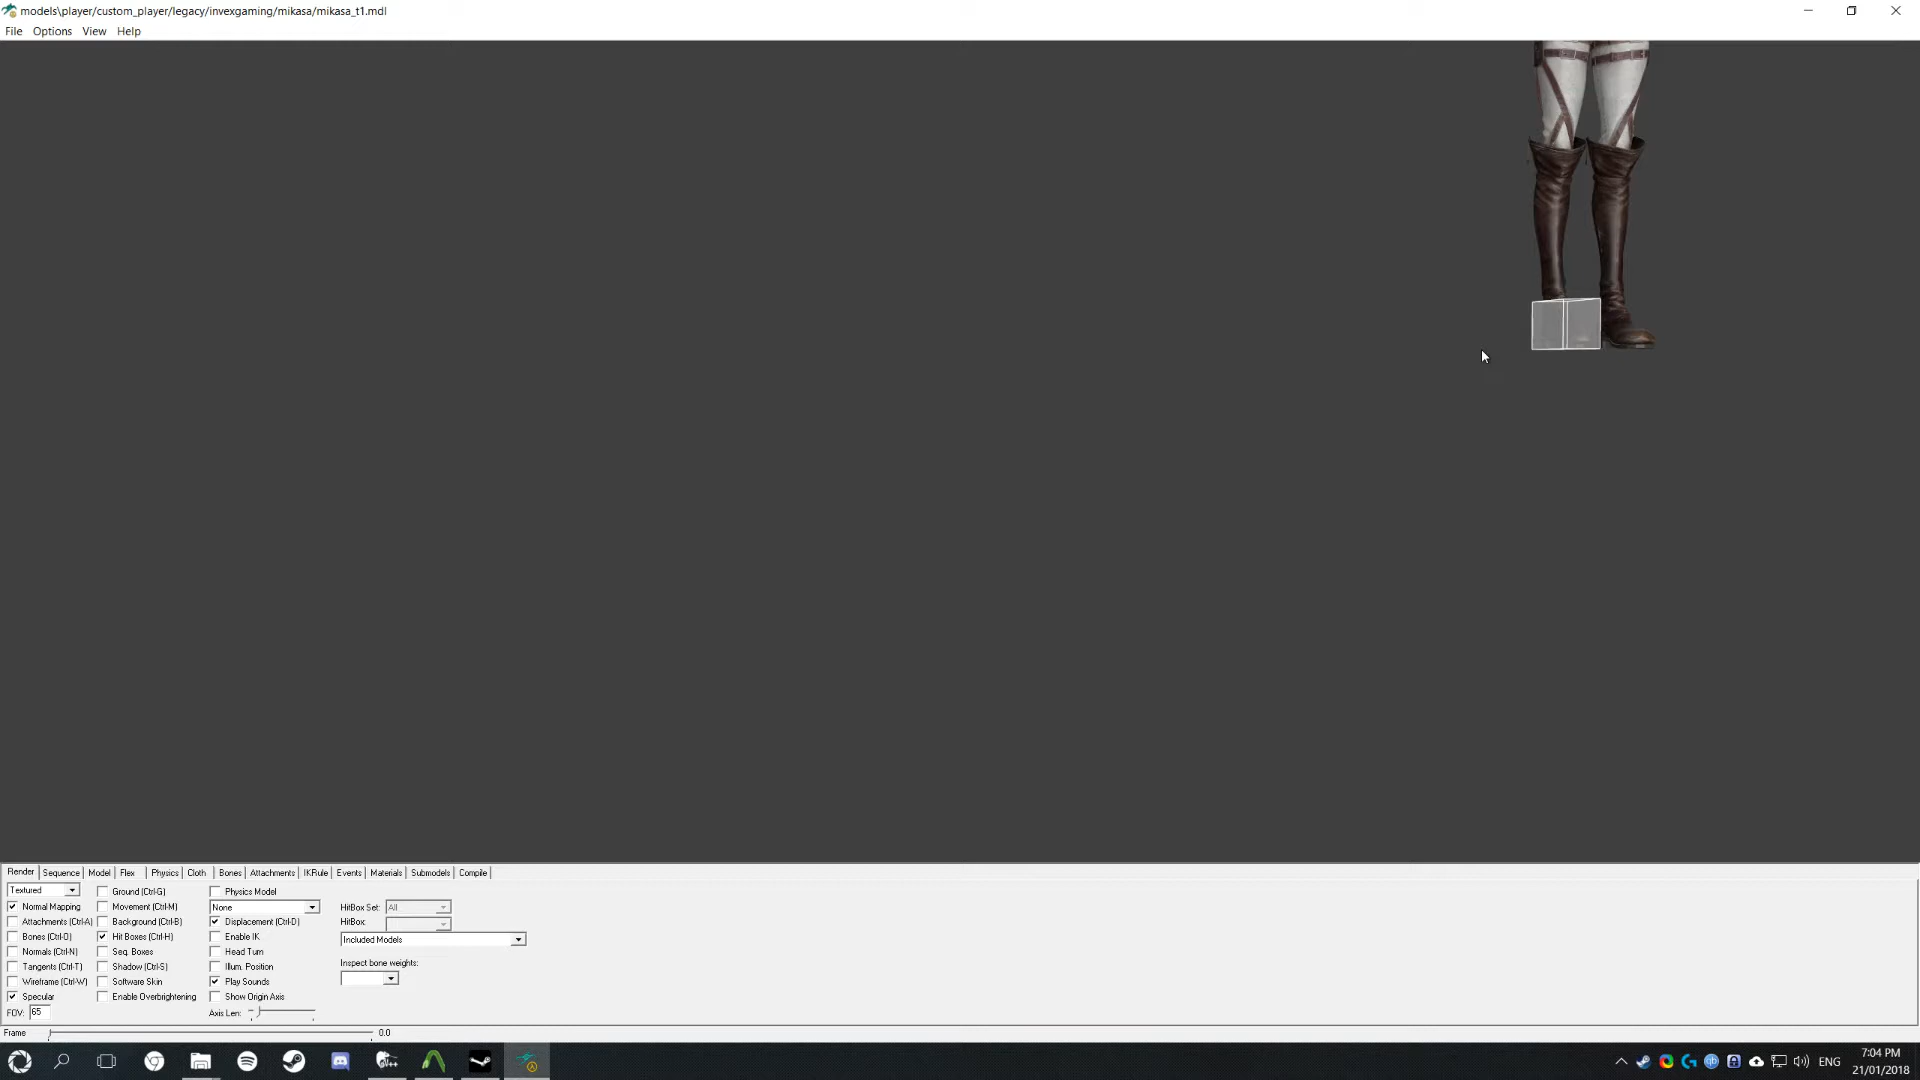 models\player/custom_player/legacy/invexgaming/mikasa/mikasa_t1.mdl
File Options View Help
Render Sequence Model Flex Physics Cloth Bones Attachments IKRule Events Materials Submodels Compile
Textured Ground (Ctrl-G) Physics Model
Normal Mapping Movement (Ctrl-M) None HitBox Set: All
Attachments (Ctrl-A) Background (Ctrl-B) Displacement (Ctrl-D) HitBox:
Bones (Ctrl-O) Hit Boxes (Ctrl-H) Enable IK Included Models
Normals (Ctrl-N) Seq. Boxes Head Turn
Tangents (Ctrl-T) Shadow (Ctrl-S) Illum. Position Inspect bone weights:
Wireframe (Ctrl-W) Software Skin Play Sounds
Specular Enable Overbrightening Show Origin Axis
FOV: 65 Axis Len:
Frame 0.0
ENG 7:04 PM
21/01/2018